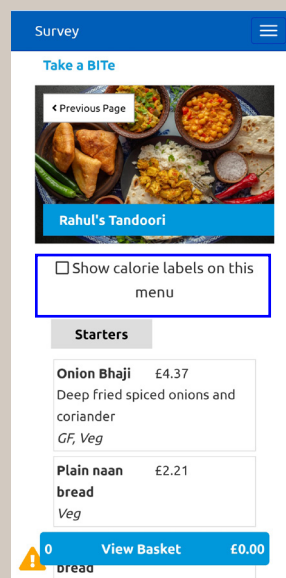 Survey
Take a BITe
Previous Page
Rahul's Tandoori
Show calorie labels on this
menu
Starters
Onion Bhaji £4.37
Deep fried spiced onions and
coriander
GF, Veg
Plain naan £2.21
bread
Veg
0 View Basket £0.00
bread